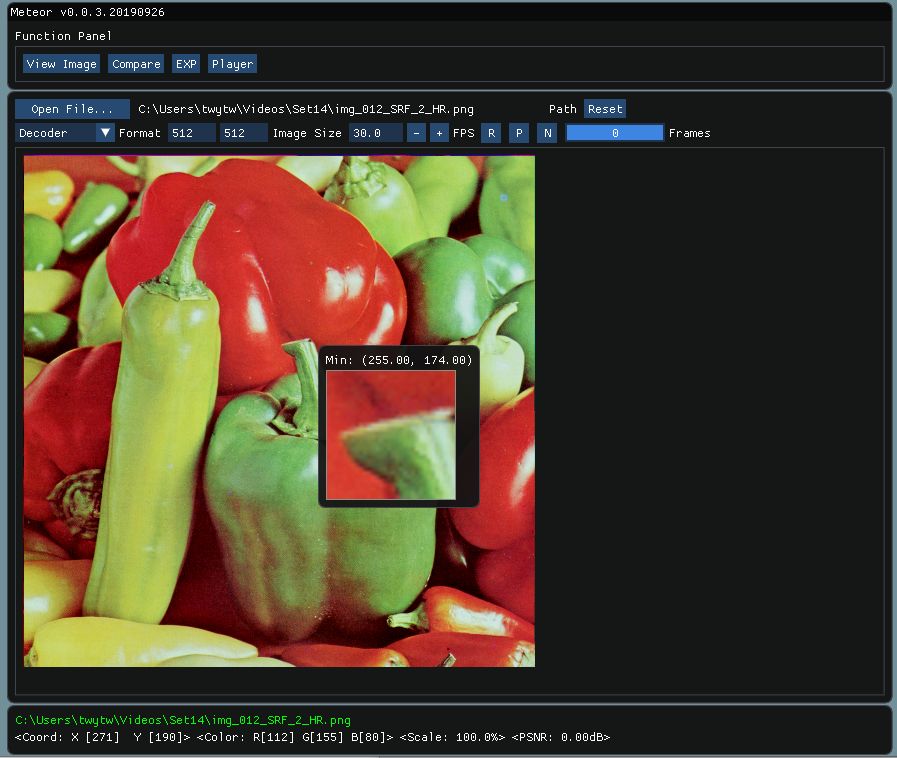 Meteor v0.0.3.20190926
Function Panel
View Image Compare EXP Player
Open File... C:\Users\twytw\Videos\Set14\img_012_SRF_2_HR.png Path Reset
Decoder Format 512 512 Image Size 30.0 - + FPS R P N 0 Frames
Min: (255.00, 174.00)
C:\Users\twytw\Videos\Set14\img_012_SRF_2_HR.png
<Coord: X [271]  Y [190]> <Color: R[112] G[155] B[80]> <Scale: 100.0%> <PSNR: 0.00dB>